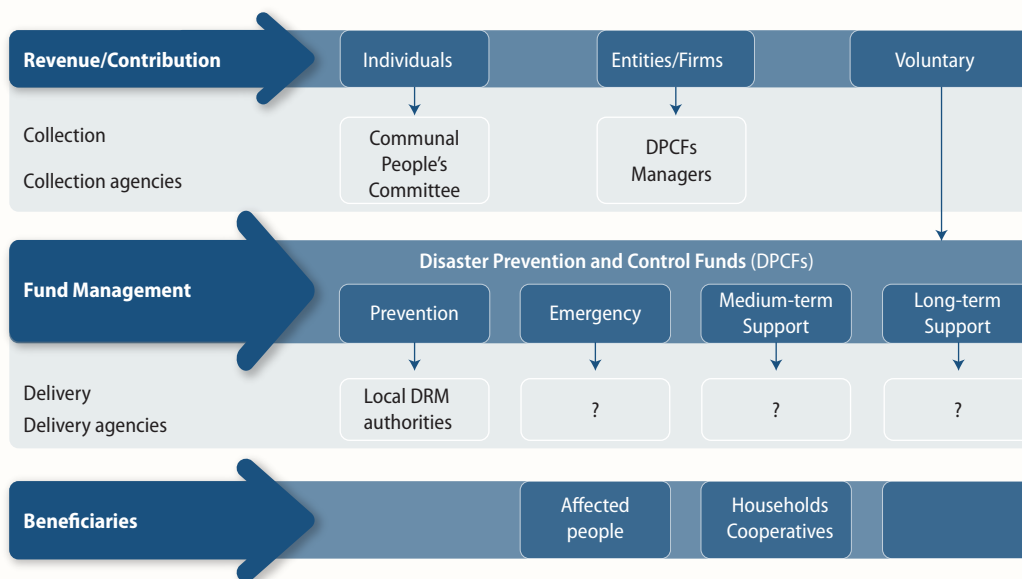 Revenue/Contribution
Individuals
Entities/Firms
Voluntary
Collection
Collection agencies
Communal
People's
Committee
DPCFs
Managers
Disaster Prevention and Control Funds (DPCFs)
Fund Management
Prevention
Emergency
Medium-term
Support
Long-term
Support
Delivery
Delivery agencies
Local DRM
authorities
?
?
?
Beneficiaries
Affected
people
Households
Cooperatives